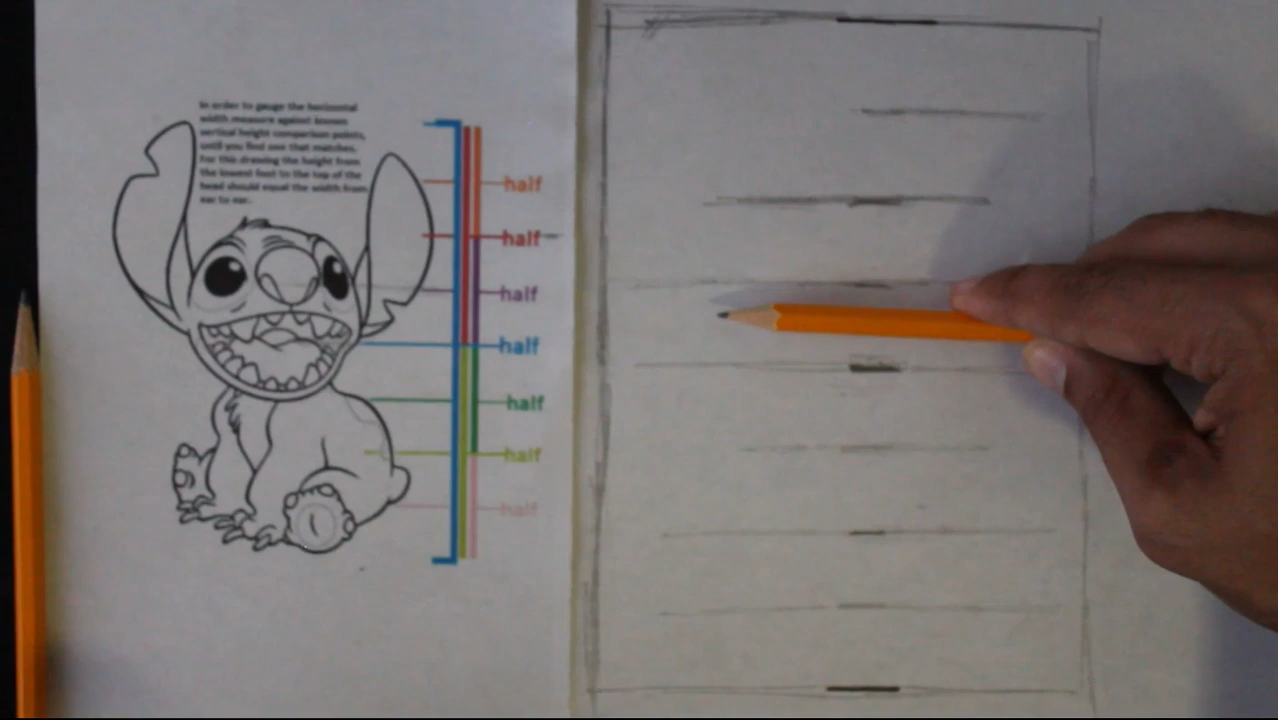 In order to gauge the horizontal
width measure against known
vertical height comparison points,
until you find one that matches.
For this drawing the height from
the lowest foot to the top of the
head should equal the width from
ear to ear.
half
half
half
half
half
half
half